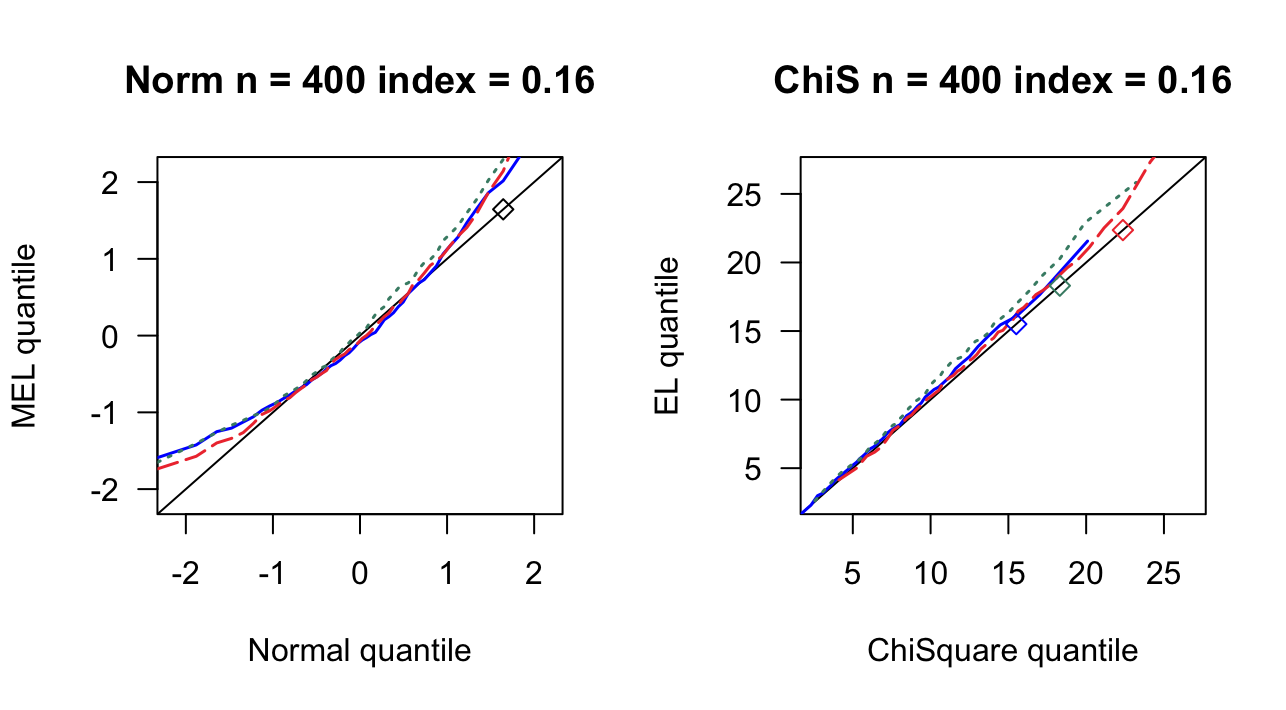 Norm n = 400 index = 0.16
MEL quantile
2
1
0
-1
-2
-2 -1 0 1 2
Normal quantile
ChiS n = 400 index = 0.16
EL quantile
25
20
15
10
5
5 10 15 20 25
ChiSquare quantile